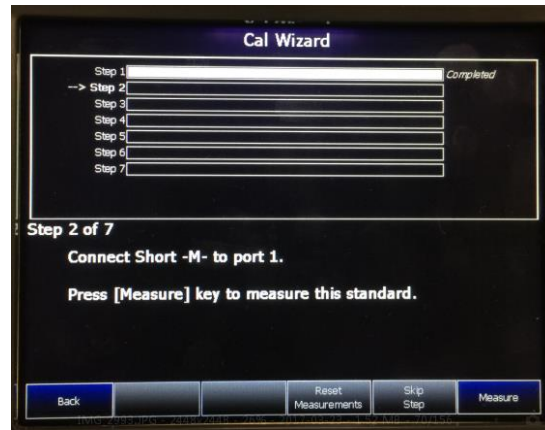 Cal Wizard
Step 1
Completed
--> Step 2
Step 3
Step 4
Step 5
Step 6
Step 7
Step 2 of 7
Connect Short -M- to port 1.
Press [Measure] key to measure this standard.
Back
Reset
Measurements
Skip
Step
Measure